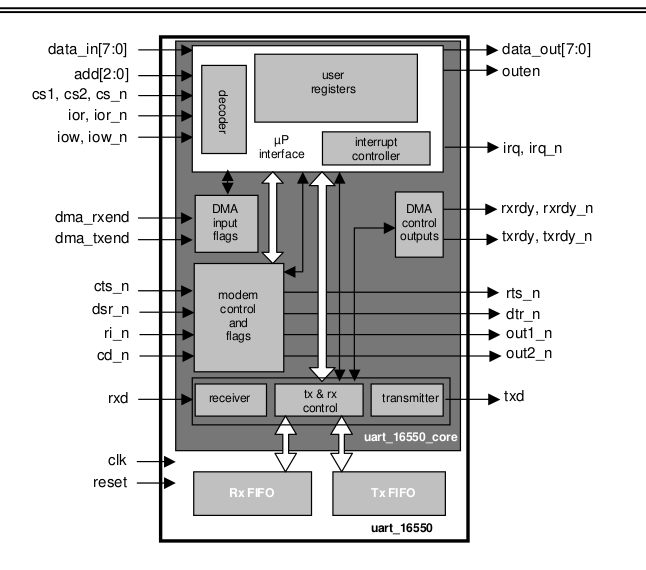 data_in[7:0]
add[2:0]
cs1, cs2, cs_n
ior, ior_n
iow, iow_n
decoder
user
registers
µP
interface
interrupt
controller
data_out[7:0]
outen
irq, irq_n
dma_rxend
dma_txend
DMA
input
flags
DMA
control
outputs
rxrdy, rxrdy_n
txrdy, txrdy_n
cts_n
dsr_n
ri_n
cd_n
modem
control
and
flags
rts_n
dtr_n
out1_n
out2_n
rxd
receiver
tx & rx
control
transmitter
txd
uart_16550_core
clk
reset
Rx FIFO
Tx FIFO
uart_16550